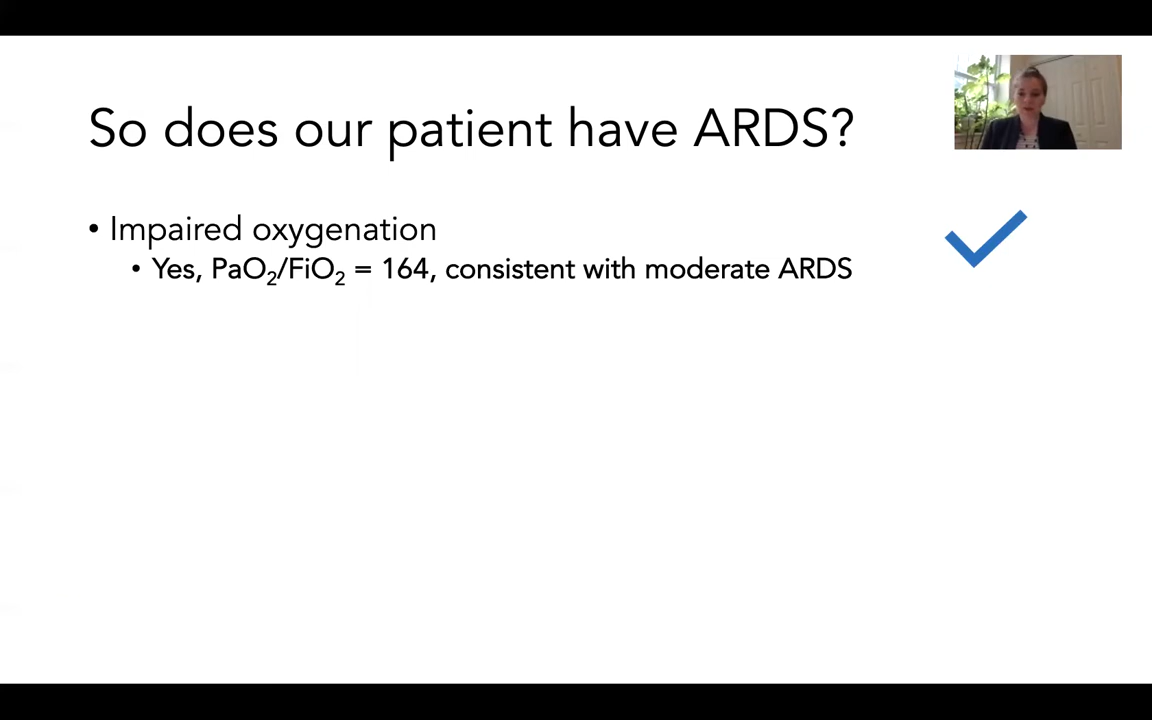 So does our patient have ARDS?
• Impaired oxygenation
• Yes, PaO₂/FiO₂ = 164, consistent with moderate ARDS